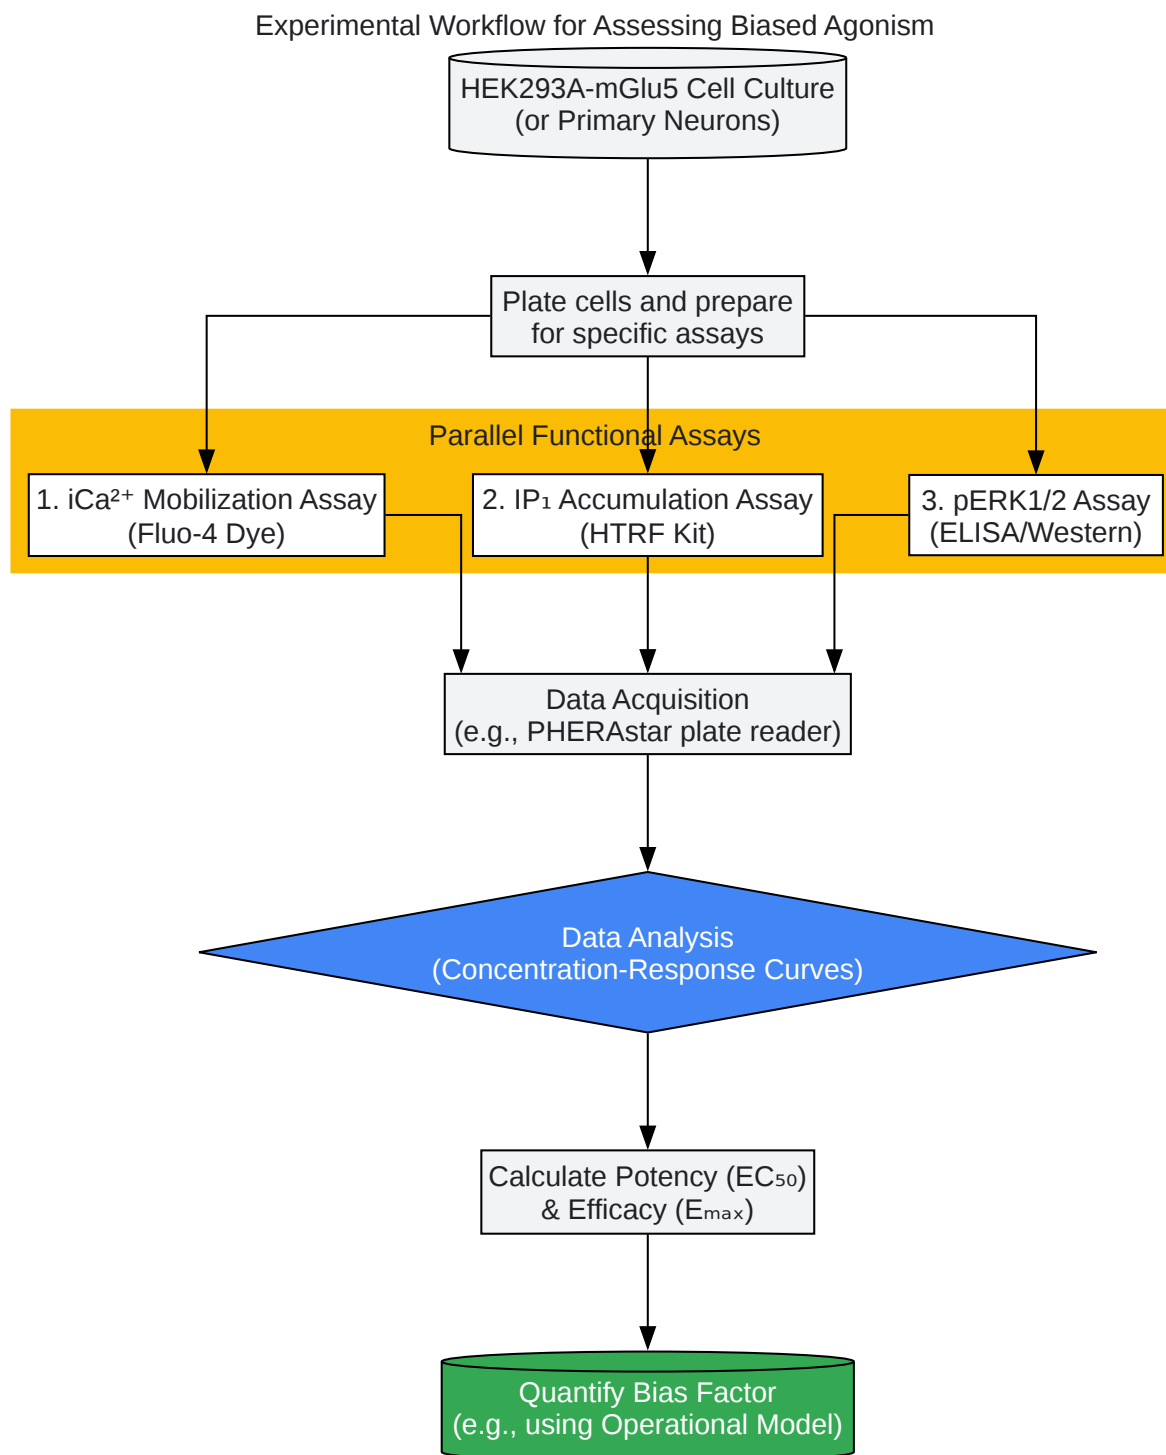 Experimental Workflow for Assessing Biased Agonism
HEK293A-mGlu5 Cell Culture
(or Primary Neurons)
Plate cells and prepare
for specific assays
Parallel Functional Assays
1. iCa²⁺ Mobilization Assay
(Fluo-4 Dye)
2. IP₁ Accumulation Assay
(HTRF Kit)
3. pERK1/2 Assay
(ELISA/Western)
Data Acquisition
(e.g., PHERAstar plate reader)
Data Analysis
(Concentration-Response Curves)
Calculate Potency (EC₅₀)
& Efficacy (Eₘₐₓ)
Quantify Bias Factor
(e.g., using Operational Model)